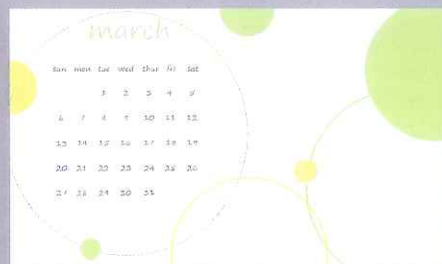 march
sun mon tue wed thur fri sat
1 2 3 4 5
6 7 8 9 10 11 12
13 14 15 16 17 18 19
20 21 22 23 24 25 26
27 28 29 30 31